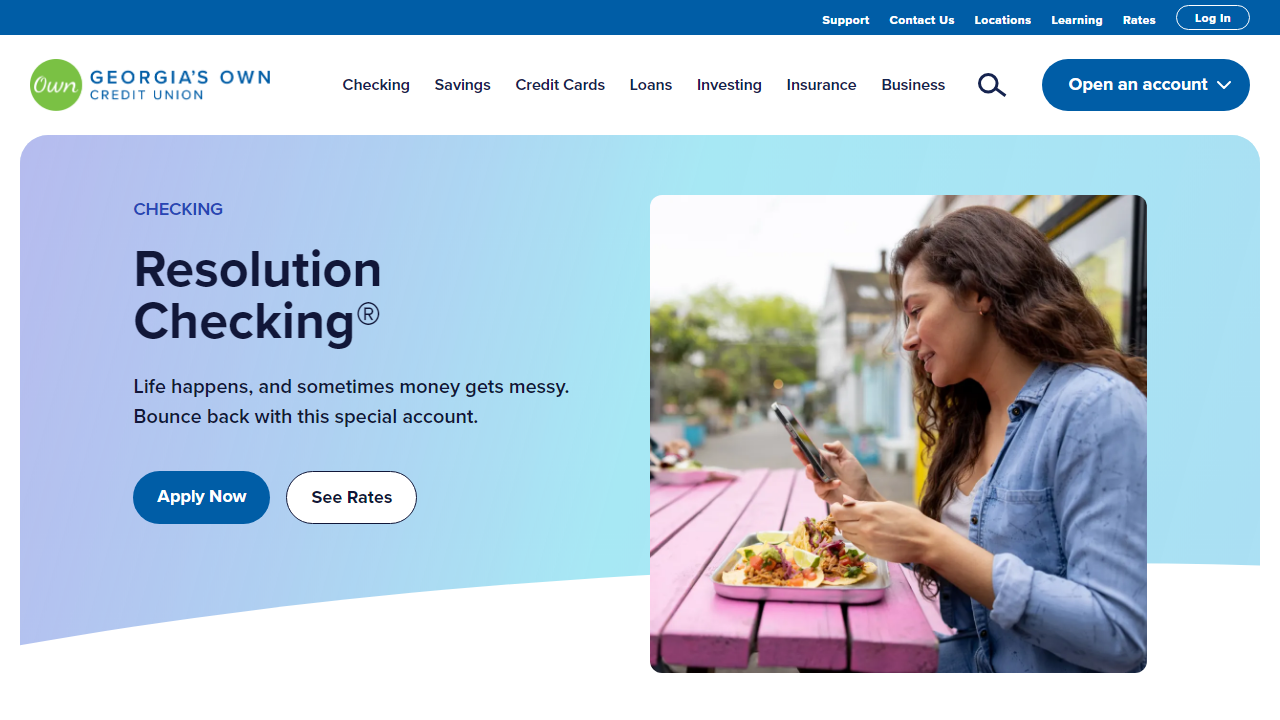 Support Contact Us Locations Learning Rates Log In
Own GEORGIA'S OWN
CREDIT UNION
Checking Savings Credit Cards Loans Investing Insurance Business Open an account
CHECKING
Resolution
Checking®
Life happens, and sometimes money gets messy.
Bounce back with this special account.
Apply Now See Rates